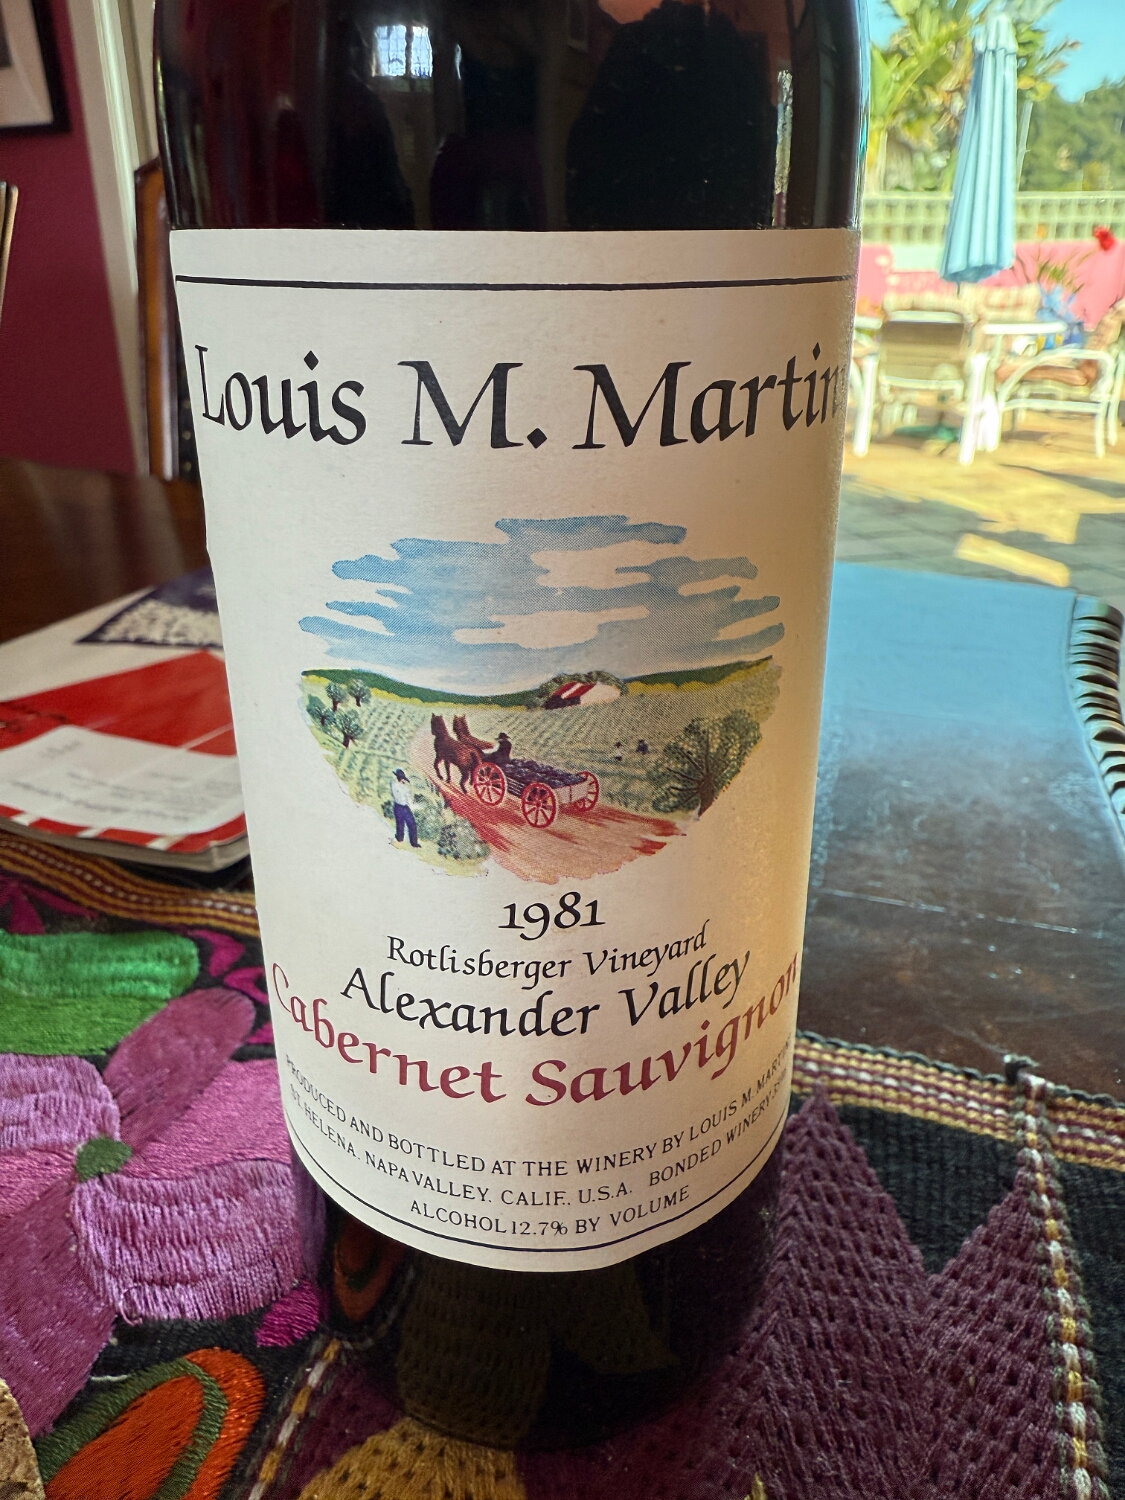 Louis M. Martin
1981
Rotlisberger Vineyard
Alexander Valley
Cabernet Sauvignon
PRODUCED AND BOTTLED AT THE WINERY BY LOUIS M. MARTI
ST. HELENA, NAPA VALLEY, CALIF., U.S.A. BONDED WINERY
ALCOHOL 12.7% BY VOLUME